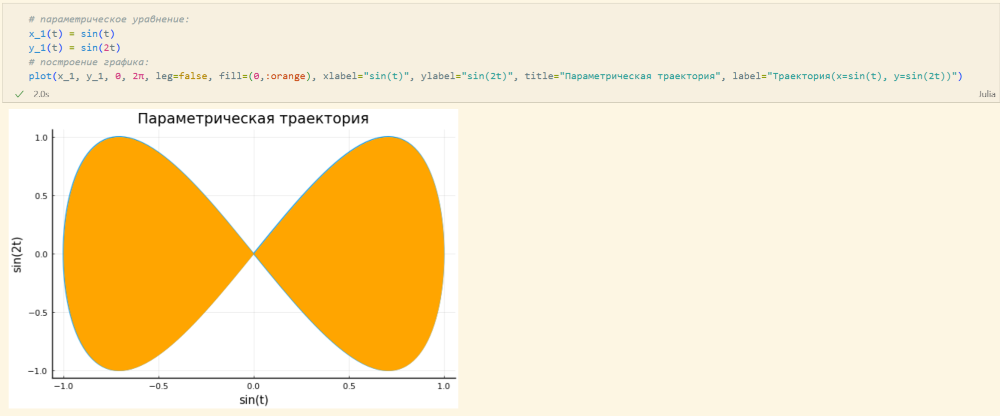 # параметрическое уравнение:
x_1(t) = sin(t)
y_1(t) = sin(2t)
# построение графика:
plot(x_1, y_1, 0, 2π, leg=false, fill=(0,:orange), xlabel="sin(t)", ylabel="sin(2t)", title="Параметрическая траектория", label="Траектория(x=sin(t), y=sin(2t))")
2.0s
Julia
Параметрическая траектория
1.0
0.5
0.0
−0.5
−1.0
sin(2t)
−1.0 −0.5 0.0 0.5 1.0
sin(t)